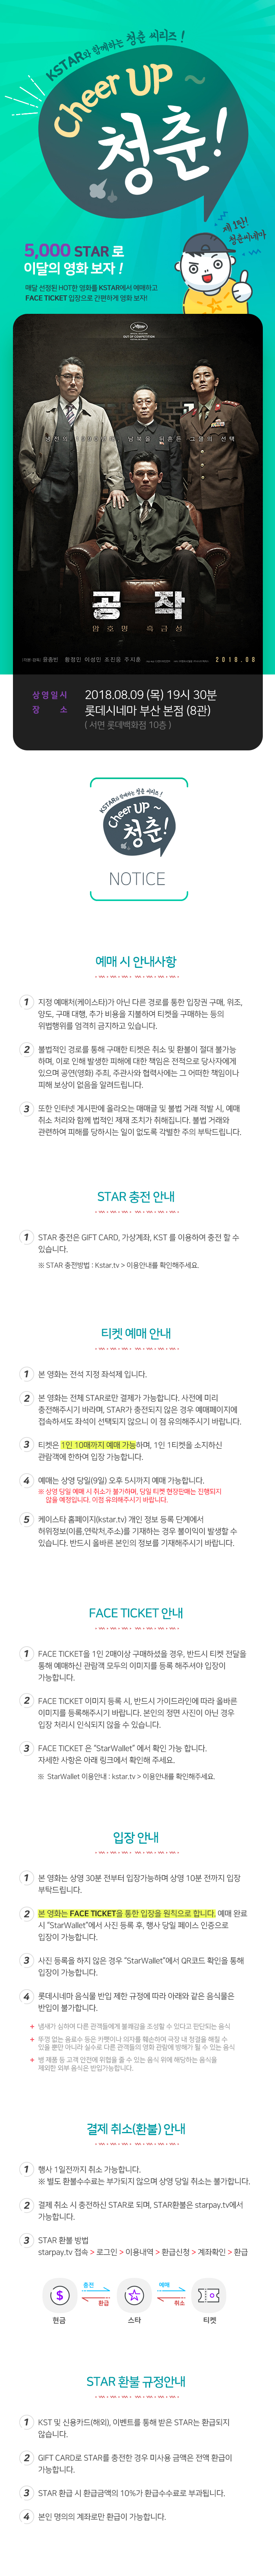 KSTAR와 함께하는 청춘 씨리즈!
Cheer UP ~
청춘!
제 1탄!
청춘씨네마
5,000 STAR 로
이달의 영화 보자 !
매달 선정된 HOT한 영화를 KSTAR에서 예매하고
FACE TICKET 입장으로 간편하게 영화 보자!
공작
암호명 흑금성
황정민 이성민 조진웅 주지훈
2018.08
상영일시 2018.08.09 (목) 19시 30분
장 소 롯데시네마 부산 본점 (8관)
( 서면 롯데백화점 10층 )
KSTAR와 함께하는 청춘 씨리즈!
Cheer UP ~
청춘!
NOTICE
예매 시 안내사항
1 지정 예매처(케이스타)가 아닌 다른 경로를 통한 입장권 구매, 위조,
양도, 구매 대행, 추가 비용을 지불하여 티켓을 구매하는 등의
위법행위를 엄격히 금지하고 있습니다.
2 불법적인 경로를 통해 구매한 티켓은 취소 및 환불이 절대 불가능
하며, 이로 인해 발생한 피해에 대한 책임은 전적으로 당사자에게
있으며 공연(영화) 주최, 주관사와 협력사에는 그 어떠한 책임이나
피해 보상이 없음을 알려드립니다.
3 또한 인터넷 게시판에 올라오는 매매글 및 불법 거래 적발 시, 예매
취소 처리와 함께 법적인 제재 조치가 취해집니다. 불법 거래와
관련하여 피해를 당하시는 일이 없도록 각별한 주의 부탁드립니다.
STAR 충전 안내
1 STAR 충전은 GIFT CARD, 가상계좌, KST 를 이용하여 충전 할 수
있습니다.
※ STAR 충전방법 : Kstar.tv > 이용안내를 확인해주세요.
티켓 예매 안내
1 본 영화는 전석 지정 좌석제 입니다.
2 본 영화는 전체 STAR로만 결제가 가능합니다. 사전에 미리
충전해주시기 바라며, STAR가 충전되지 않은 경우 예매페이지에
접속하셔도 좌석이 선택되지 않으니 이 점 유의해주시기 바랍니다.
3 티켓은 1인 10매까지 예매 가능하며, 1인 1티켓을 소지하신
관람객에 한하여 입장 가능합니다.
4 예매는 상영 당일(9일) 오후 5시까지 예매 가능합니다.
※ 상영 당일 예매 시 취소가 불가하며, 당일 티켓 현장판매는 진행되지
않을 예정입니다. 이점 유의해주시기 바랍니다.
5 케이스타 홈페이지(kstar.tv) 개인 정보 등록 단계에서
허위정보(이름,연락처,주소)를 기재하는 경우 불이익이 발생할 수
있습니다. 반드시 올바른 본인의 정보를 기재해주시기 바랍니다.
FACE TICKET 안내
1 FACE TICKET을 1인 2매이상 구매하셨을 경우, 반드시 티켓 전달을
통해 예매하신 관람객 모두의 이미지를 등록 해주셔야 입장이
가능합니다.
2 FACE TICKET 이미지 등록 시, 반드시 가이드라인에 따라 올바른
이미지를 등록해주시기 바랍니다. 본인의 정면 사진이 아닌 경우
입장 처리시 인식되지 않을 수 있습니다.
3 FACE TICKET 은 "StarWallet" 에서 확인 가능 합니다.
자세한 사항은 아래 링크에서 확인해 주세요.
※ StarWallet 이용안내 : kstar.tv > 이용안내를 확인해주세요.
입장 안내
1 본 영화는 상영 30분 전부터 입장가능하며 상영 10분 전까지 입장
부탁드립니다.
2 본 영화는 FACE TICKET을 통한 입장을 원칙으로 합니다. 예매 완료
시 "StarWallet"에서 사진 등록 후, 행사 당일 페이스 인증으로
입장이 가능합니다.
3 사진 등록을 하지 않은 경우 "StarWallet"에서 QR코드 확인을 통해
입장이 가능합니다.
4 롯데시네마 음식물 반입 제한 규정에 따라 아래와 같은 음식물은
반입이 불가합니다.
+ 냄새가 심하여 다른 관객들에게 불쾌감을 조성할 수 있다고 판단되는 음식
+ 뚜껑 없는 음료수 등은 카펫이나 의자를 훼손하며 극장 내 청결을 해칠 수
있을 뿐만 아니라 실수로 다른 관객들의 영화 관람에 방해가 될 수 있는 음식
+ 병 제품 등 고객 안전에 위협을 줄 수 있는 음식 위에 해당하는 음식을
제외한 외부 음식은 반입가능합니다.
결제 취소(환불) 안내
1 행사 1일전까지 취소 가능합니다.
※ 별도 환불수수료는 부가되지 않으며 상영 당일 취소는 불가합니다.
2 결제 취소 시 충전하신 STAR로 되며, STAR환불은 starpay.tv에서
가능합니다.
3 STAR 환불 방법
starpay.tv 접속 > 로그인 > 이용내역 > 환급신청 > 계좌확인 > 환급
충전 예매
환급 취소
현금 스타 티켓
STAR 환불 규정안내
1 KST 및 신용카드(해외), 이벤트를 통해 받은 STAR는 환급되지
않습니다.
2 GIFT CARD로 STAR를 충전한 경우 미사용 금액은 전액 환급이
가능합니다.
3 STAR 환급 시 환급금액의 10%가 환급수수료로 부과됩니다.
4 본인 명의의 계좌로만 환급이 가능합니다.